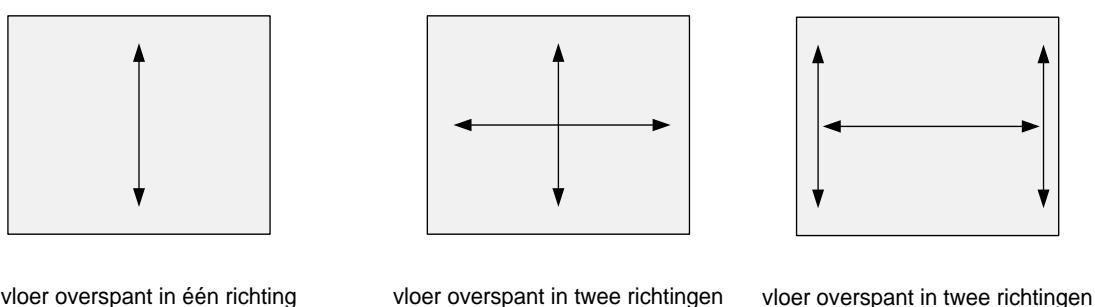 vloer overspant in één richting
vloer overspant in twee richtingen
vloer overspant in twee richtingen